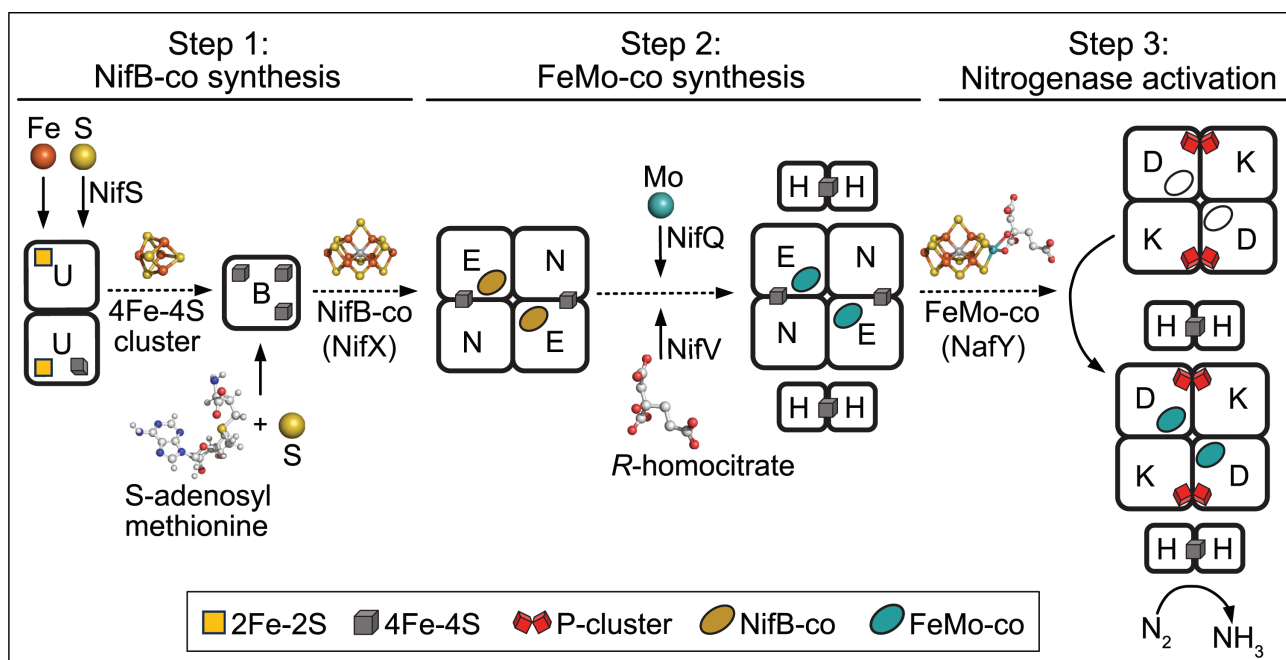 Step 1:
NifB-co synthesis
Step 2:
FeMo-co synthesis
Step 3:
Nitrogenase activation
Fe
S
NifS
U
U
4Fe-4S
cluster
B
NifB-co
(NifX)
+
S
S-adenosyl
methionine
E
N
N
E
Mo
NifQ
NifV
R-homocitrate
H
H
E
N
N
E
H
H
FeMo-co
(NafY)
D
K
K
D
H
H
D
K
K
D
H
H
N2
NH3
2Fe-2S
4Fe-4S
P-cluster
NifB-co
FeMo-co